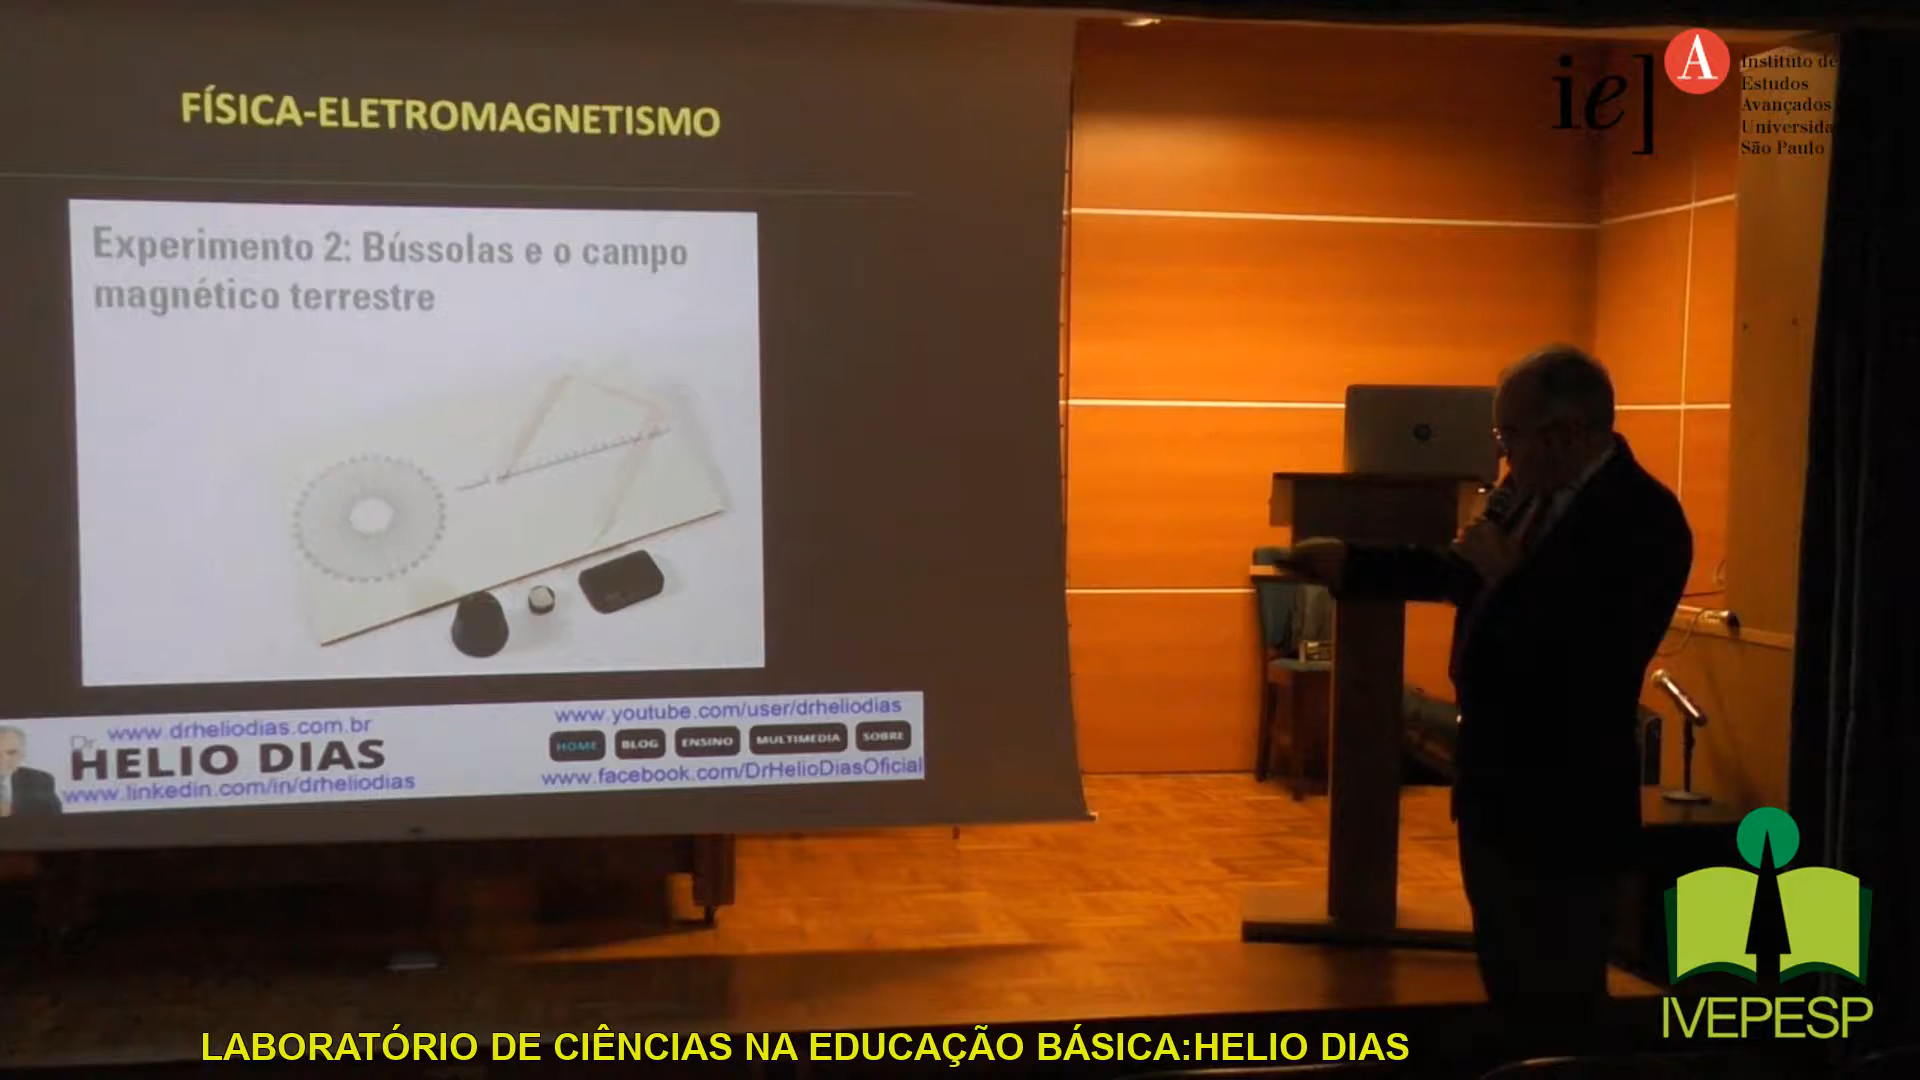 FÍSICA-ELETROMAGNETISMO
Experimento 2: Bússolas e o campo
magnético terrestre
www.drheliodias.com.br
Dr.
HELIO DIAS
www.linkedin.com/in/drheliodias
www.youtube.com/user/drheliodias
HOME BLOG ENSINO MULTIMEDIA SOBRE
www.facebook.com/DrHelioDiasOficial
ie]
A
Instituto de
Estudos
Avançados
Universida
São Paulo
IVEPESP
LABORATÓRIO DE CIÊNCIAS NA EDUCAÇÃO BÁSICA:HELIO DIAS